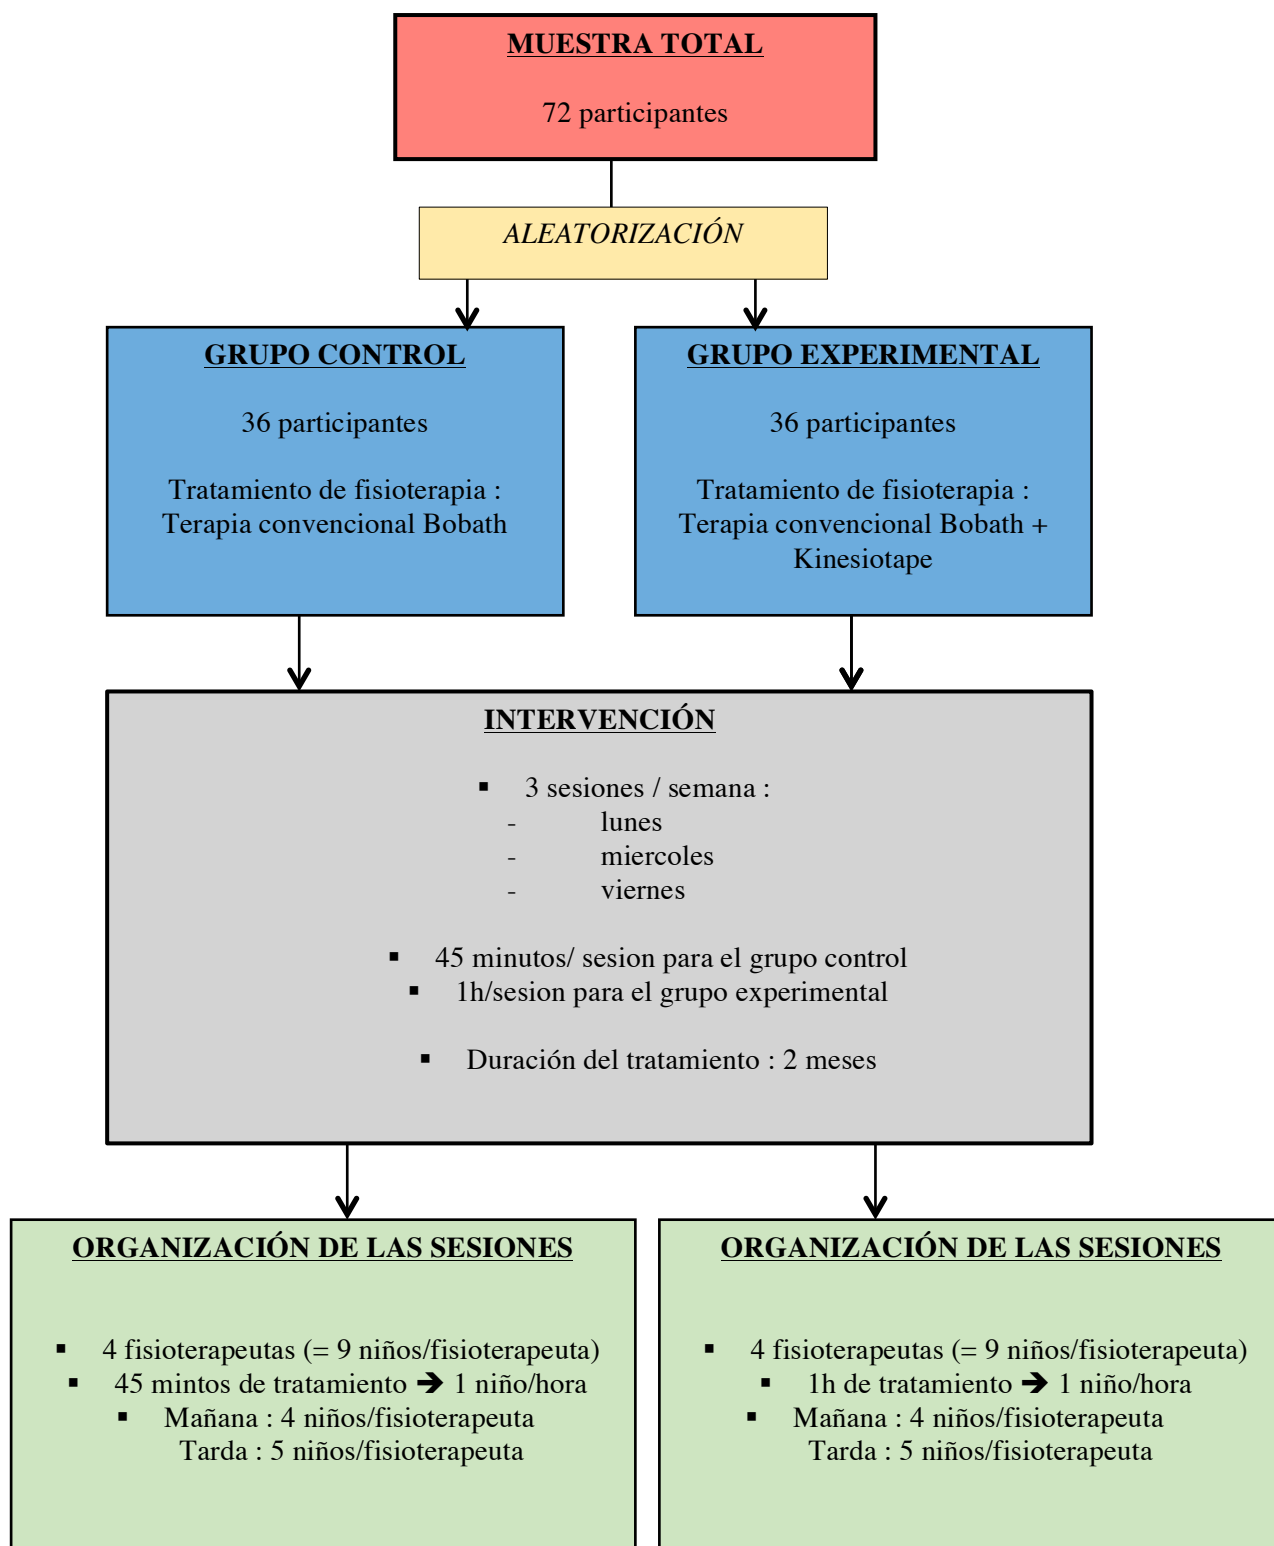 MUESTRA TOTAL
72 participantes
ALEATORIZACIÓN
GRUPO CONTROL
36 participantes
Tratamiento de fisioterapia :
Terapia convencional Bobath
GRUPO EXPERIMENTAL
36 participantes
Tratamiento de fisioterapia :
Terapia convencional Bobath +
Kinesiotape
INTERVENCIÓN
▪ 3 sesiones / semana :
- lunes
- miercoles
- viernes
▪ 45 minutos/ sesion para el grupo control
▪ 1h/sesion para el grupo experimental
▪ Duración del tratamiento : 2 meses
ORGANIZACIÓN DE LAS SESIONES
▪ 4 fisioterapeutas (= 9 niños/fisioterapeuta)
▪ 45 mintos de tratamiento ➔ 1 niño/hora
▪ Mañana : 4 niños/fisioterapeuta
Tarda : 5 niños/fisioterapeuta
ORGANIZACIÓN DE LAS SESIONES
▪ 4 fisioterapeutas (= 9 niños/fisioterapeuta)
▪ 1h de tratamiento ➔ 1 niño/hora
▪ Mañana : 4 niños/fisioterapeuta
Tarda : 5 niños/fisioterapeuta